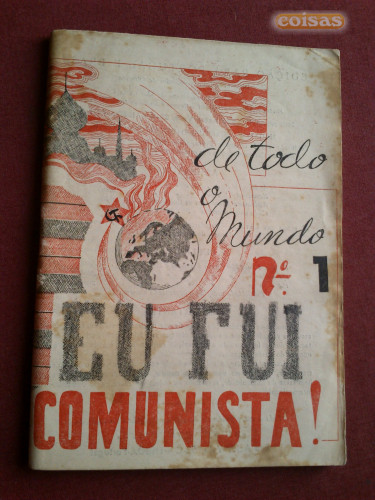 coisas
de todo
o
Mundo
nº. 1
EU FUI
COMUNISTA!